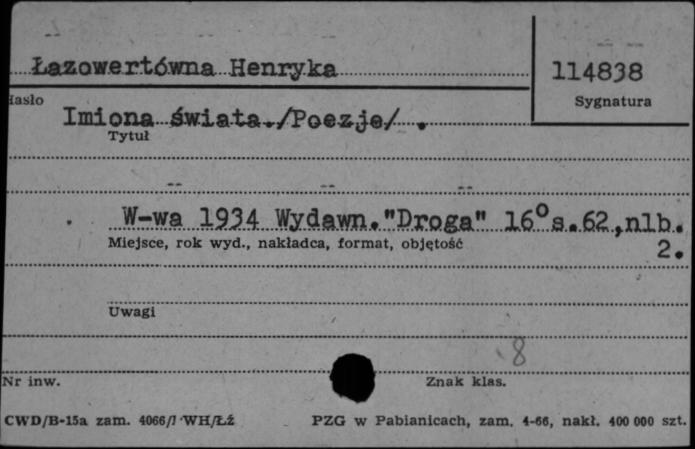 Łazowertówna Henryka
114838
Hasło
Sygnatura
Imiona świata./Poezje/ .
Tytuł
W-wa 1934 Wydawn."Droga" 16° s.62,nlb.
Miejsce, rok wyd., nakładca, format, objętość
2.
Uwagi
8
Nr inw.
Znak klas.
CWD/B-15a zam. 4066/I WH/Łź
PZG w Pabianicach, zam. 4-66, nakł. 400 000 szt.